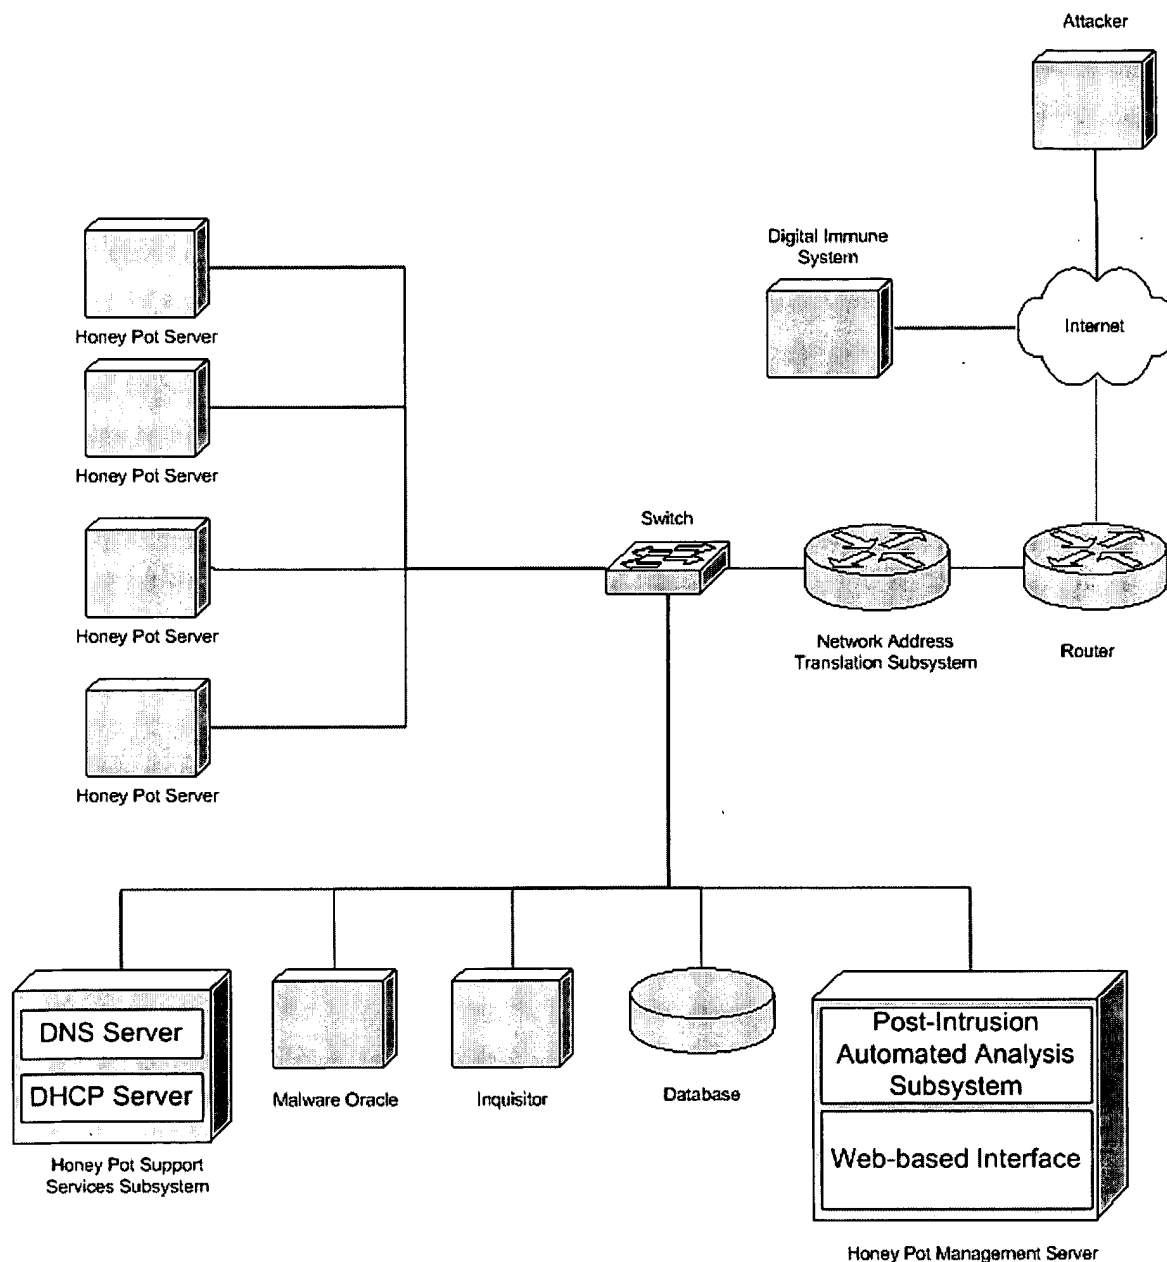 Attacker
Digital Immune
System
Internet
Honey Pot Server
Honey Pot Server
Switch
Honey Pot Server
Network Address
Translation Subsystem
Router
Honey Pot Server
DNS Server
DHCP Server
Honey Pot Support
Services Subsystem
Malware Oracle
Inquisitor
Database
Post-Intrusion
Automated Analysis
Subsystem
Web-based Interface
Honey Pot Management Server